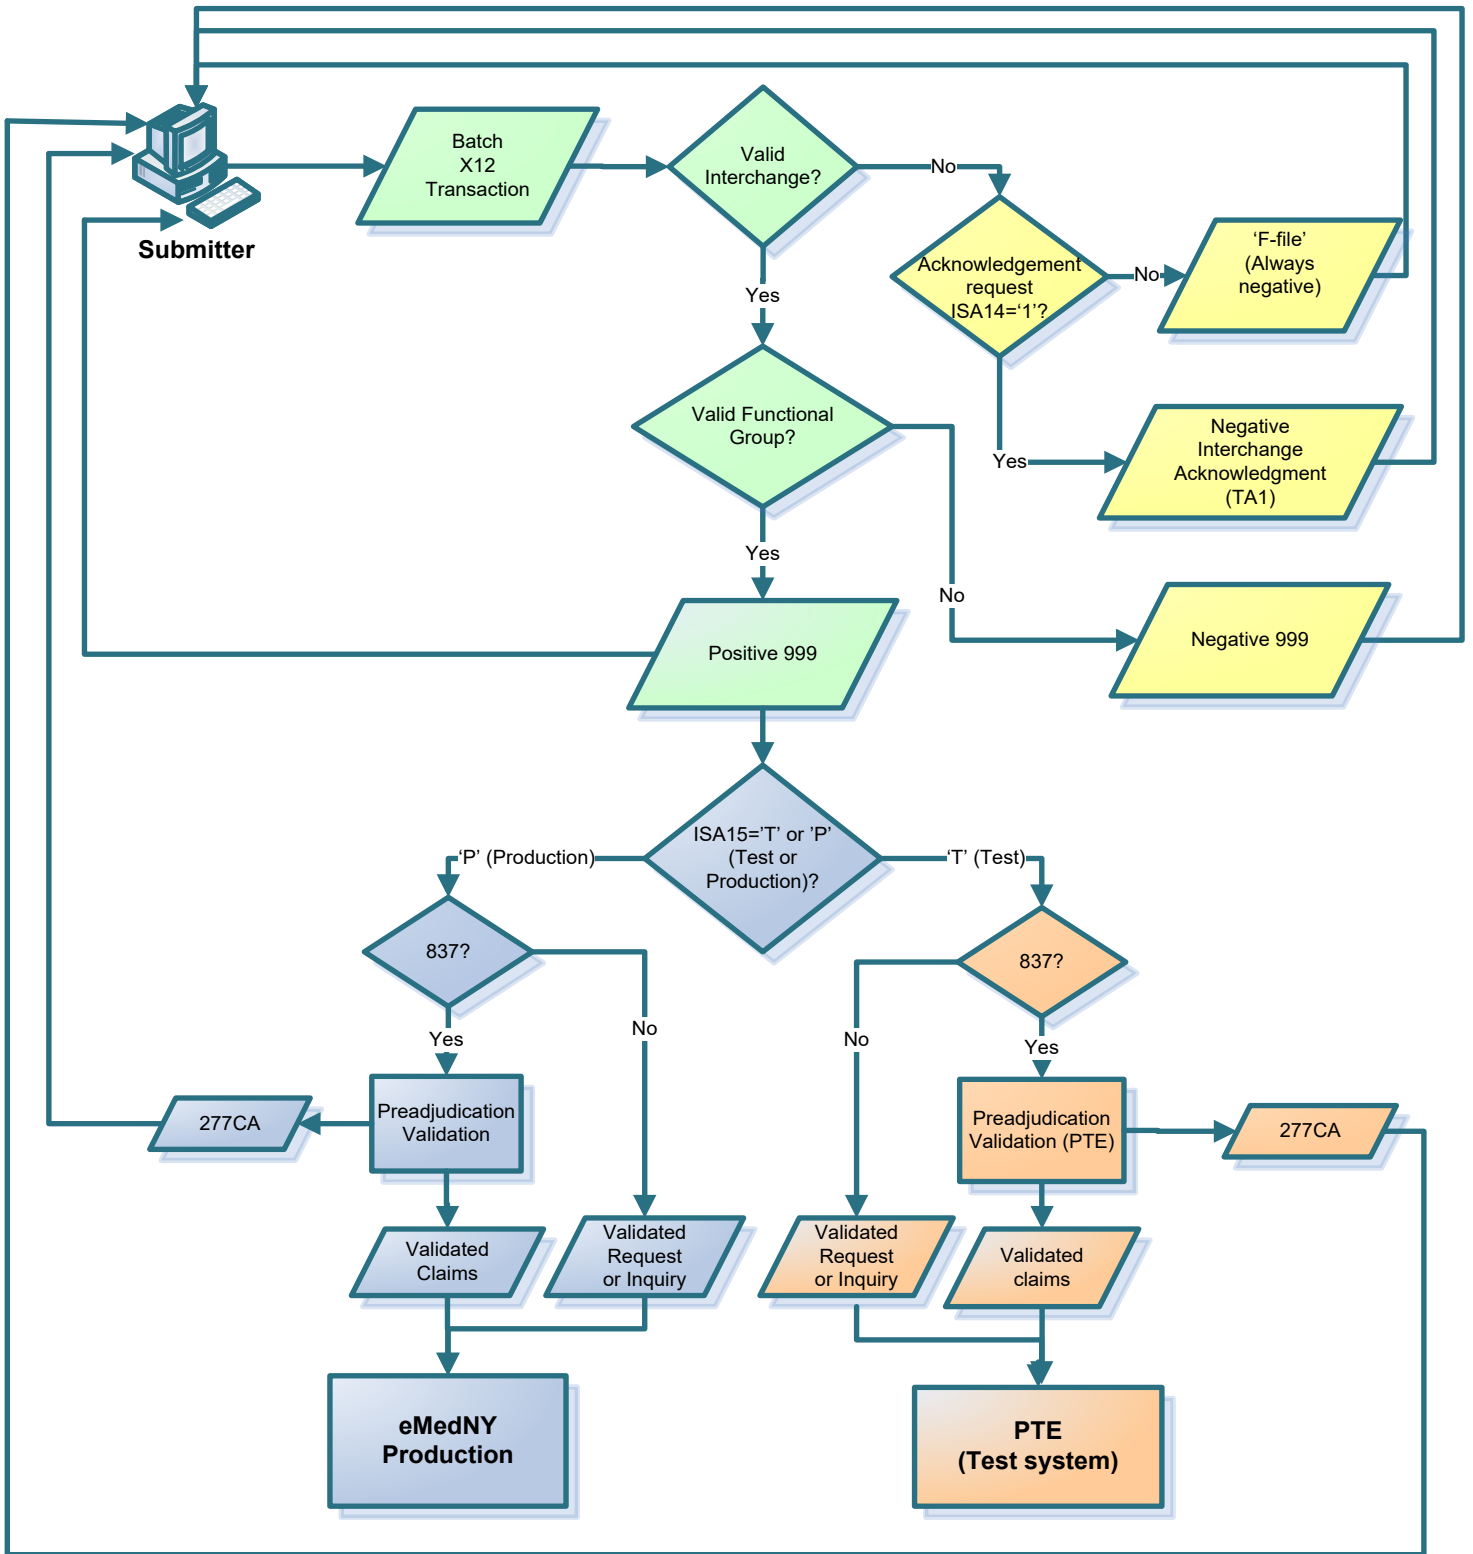 Submitter
Batch
X12
Transaction
Valid
Interchange?
No
Acknowledgement
request
ISA14=‘1’?
No
‘F-file’
(Always
negative)
Yes
Yes
Negative
Interchange
Acknowledgment
(TA1)
Valid Functional
Group?
No
Yes
Negative 999
Positive 999
ISA15=’T’ or ’P’
(Test or
Production)?
‘P’ (Production)
‘T’ (Test)
837?
837?
No
Yes
No
Yes
277CA
Preadjudication
Validation
Preadjudication
Validation (PTE)
277CA
Validated
Claims
Validated
Request
or Inquiry
Validated
Request
or Inquiry
Validated
claims
eMedNY
Production
PTE
(Test system)